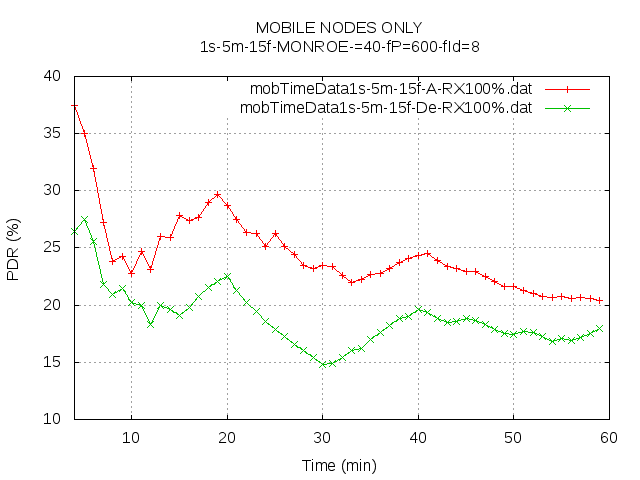 MOBILE NODES ONLY
1s-5m-15f-MONROE-=40-fP=600-fId=8
mobTimeData1s-5m-15f-A-RX100%.dat
mobTimeData1s-5m-15f-De-RX100%.dat
40
35
30
25
20
15
10
PDR (%)
10 20 30 40 50 60
Time (min)